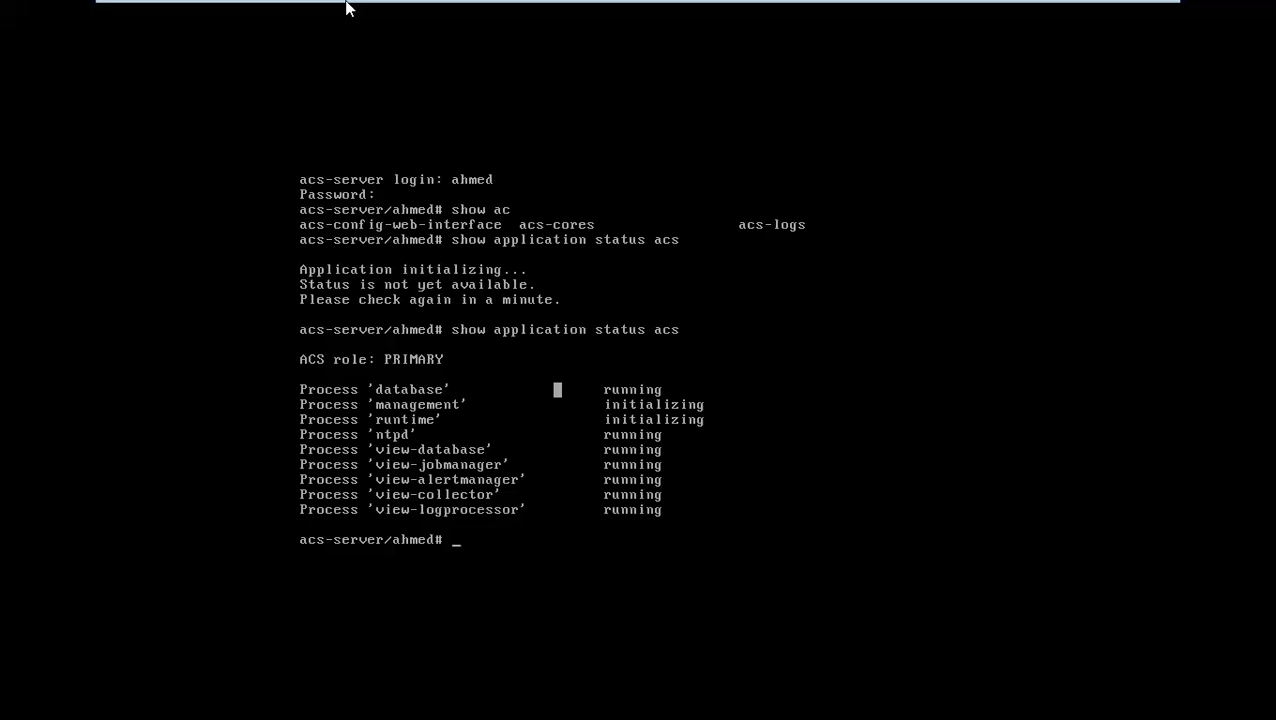 acs-server login: ahmed
Password:
acs-server/ahmed# show ac
acs-config-web-interface  acs-cores                 acs-logs
acs-server/ahmed# show application status acs
Application initializing...
Status is not yet available.
Please check again in a minute.
acs-server/ahmed# show application status acs
ACS role: PRIMARY
Process 'database'                  running
Process 'management'                initializing
Process 'runtime'                   initializing
Process 'ntpd'                      running
Process 'view-database'             running
Process 'view-jobmanager'           running
Process 'view-alertmanager'         running
Process 'view-collector'            running
Process 'view-logprocessor'         running
acs-server/ahmed# _